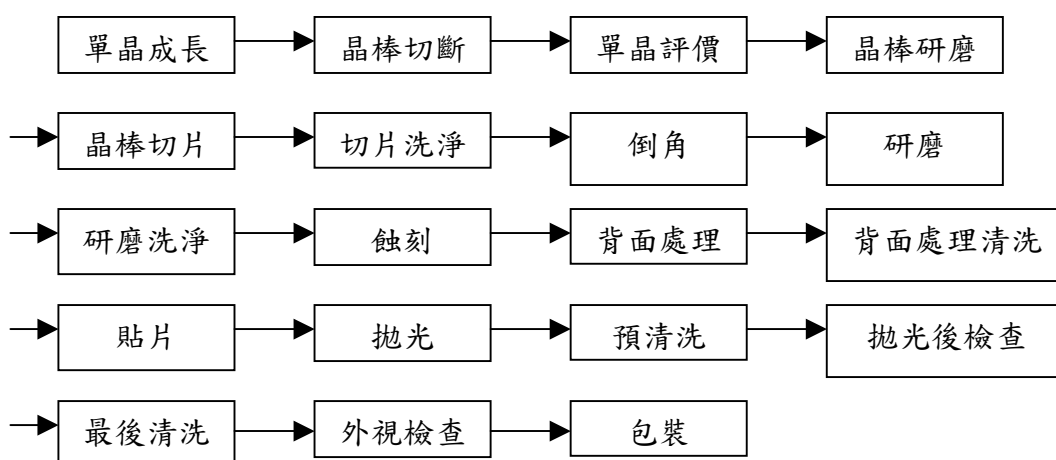 單晶成長 晶棒切斷 單晶評價 晶棒研磨
晶棒切片 切片洗淨 倒角 研磨
研磨洗淨 蝕刻 背面處理 背面處理清洗
貼片 拋光 預清洗 拋光後檢查
最後清洗 外視檢查 包裝